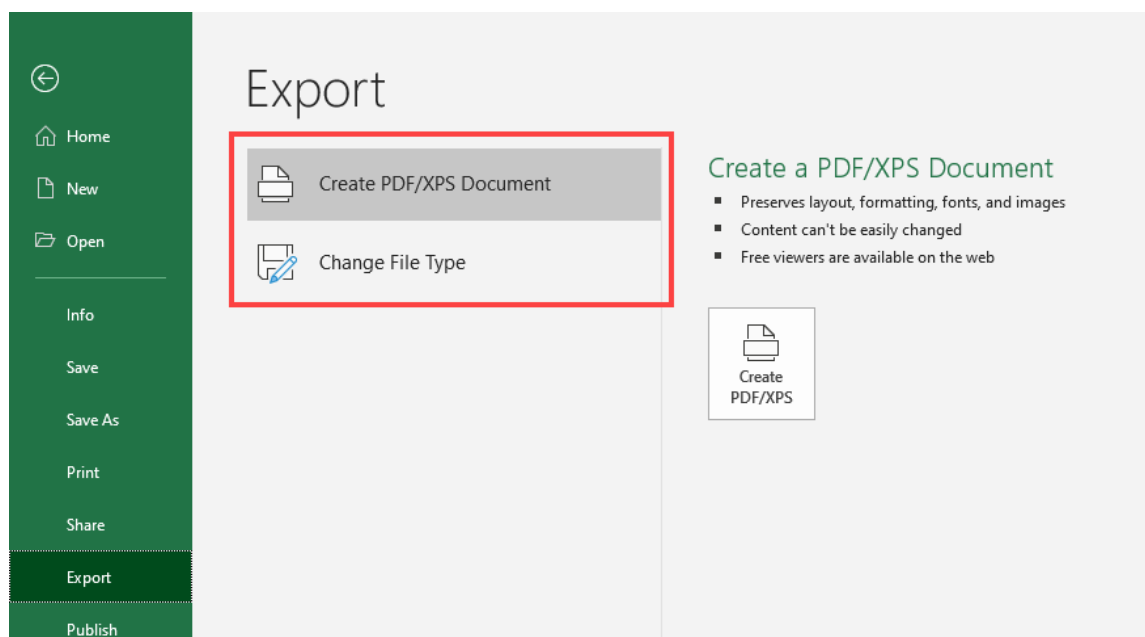 Home
New
Open
Info
Save
Save As
Print
Share
Export
Publish
Export
Create PDF/XPS Document
Change File Type
Create a PDF/XPS Document
Preserves layout, formatting, fonts, and images
Content can't be easily changed
Free viewers are available on the web
Create
PDF/XPS